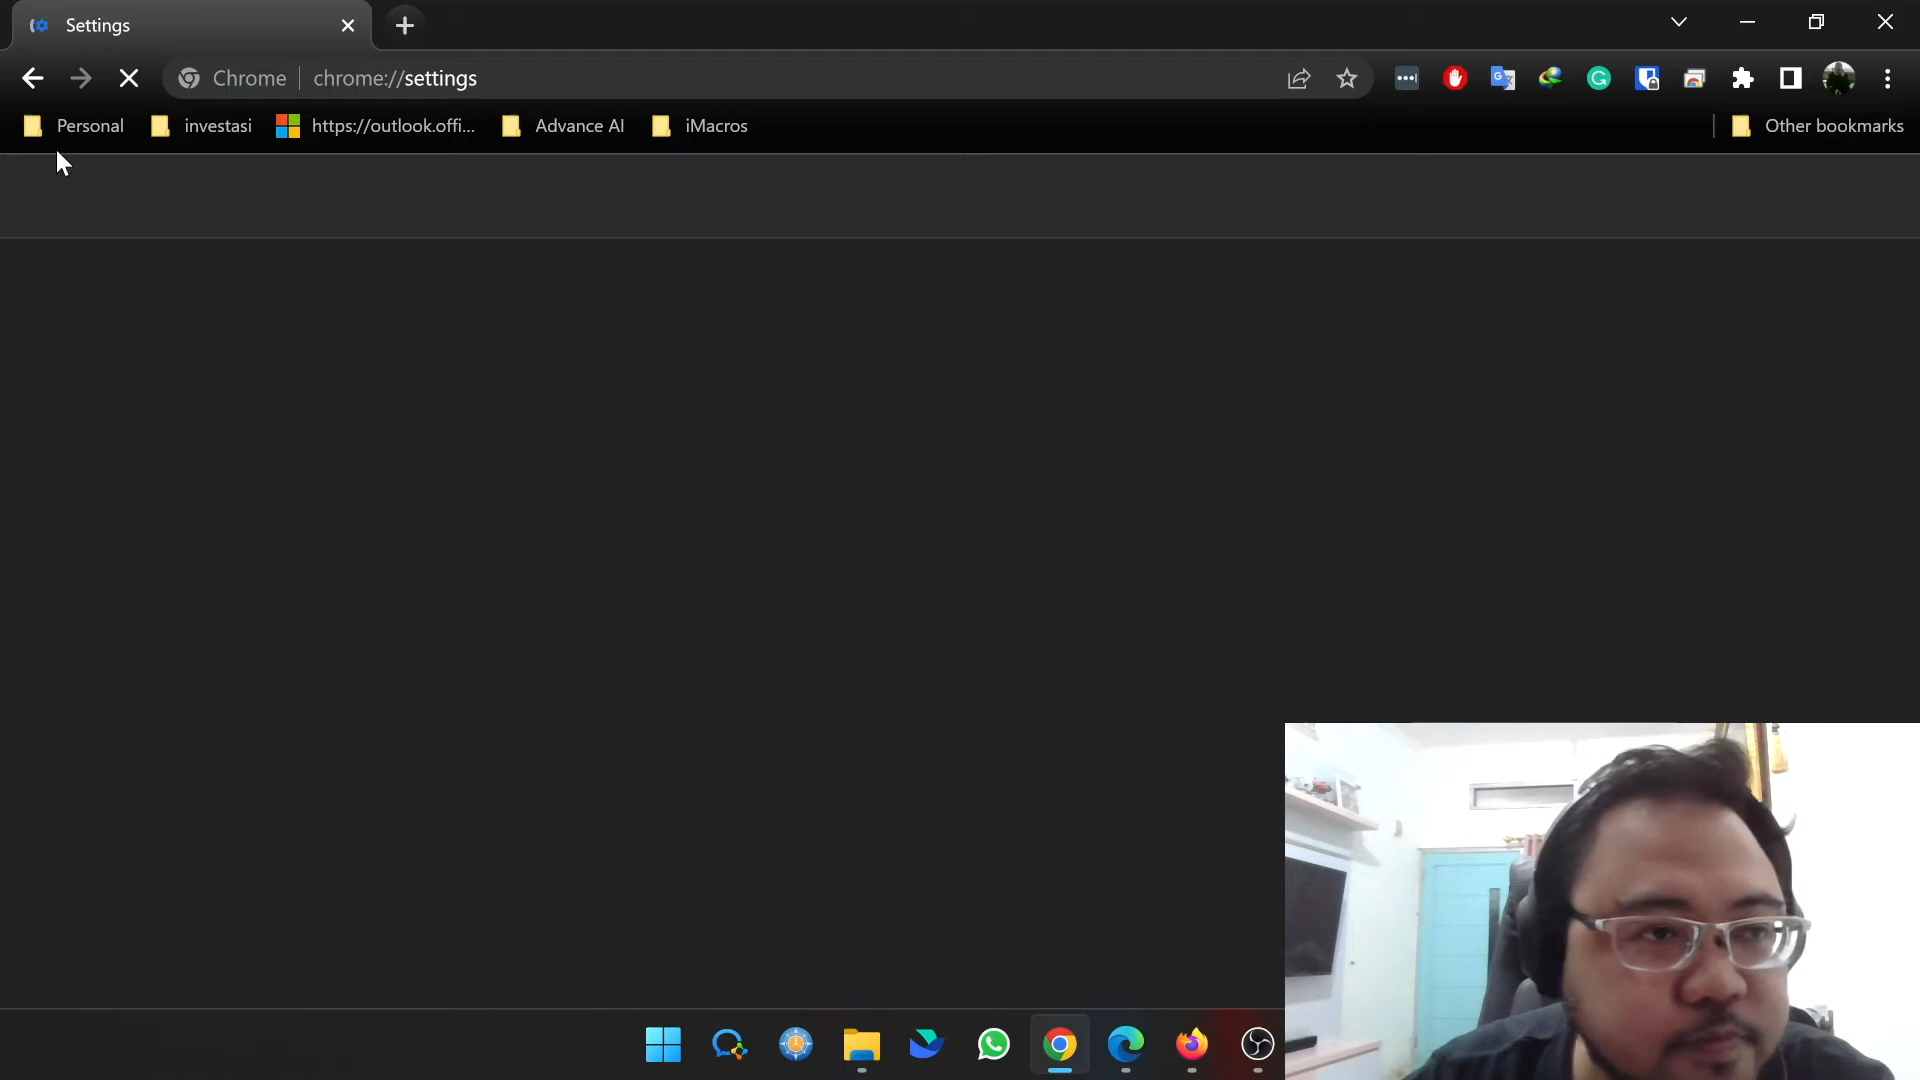 Settings
Chrome
chrome://settings
Personal
investasi
https://outlook.offi...
Advance AI
iMacros
Other bookmarks